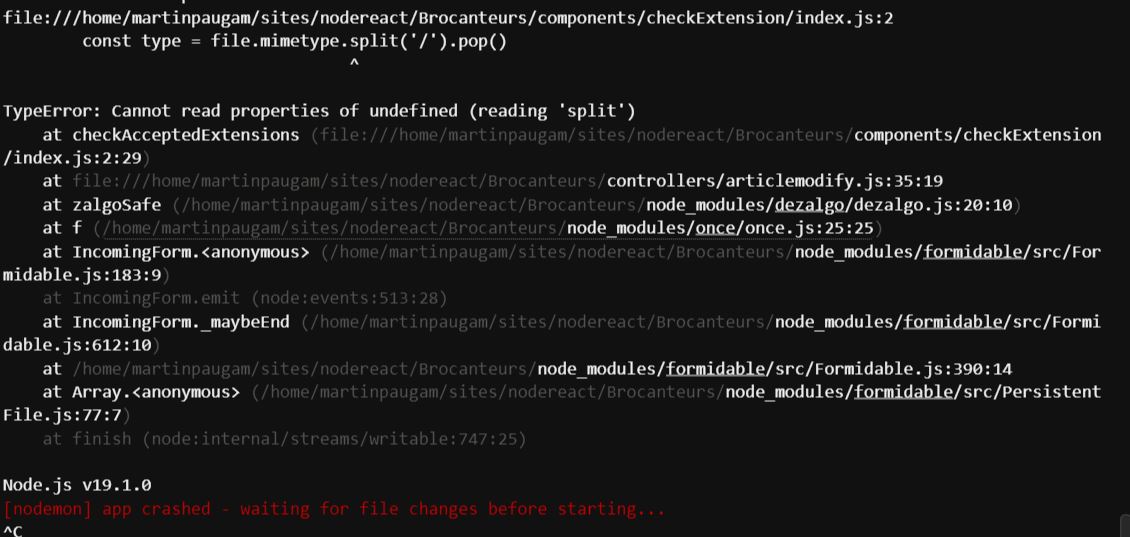 file:///home/martinpaugam/sites/nodereact/Brocanteurs/components/checkExtension/index.js:2
        const type = file.mimetype.split('/').pop()
                                   ^
TypeError: Cannot read properties of undefined (reading 'split')
    at checkAcceptedExtensions (file:///home/martinpaugam/sites/nodereact/Brocanteurs/components/checkExtension
/index.js:2:29)
    at file:///home/martinpaugam/sites/nodereact/Brocanteurs/controllers/articlemodify.js:35:19
    at zalgoSafe (/home/martinpaugam/sites/nodereact/Brocanteurs/node_modules/dezalgo/dezalgo.js:20:10)
    at f (/home/martinpaugam/sites/nodereact/Brocanteurs/node_modules/once/once.js:25:25)
    at IncomingForm.<anonymous> (/home/martinpaugam/sites/nodereact/Brocanteurs/node_modules/formidable/src/For
midable.js:183:9)
    at IncomingForm.emit (node:events:513:28)
    at IncomingForm._maybeEnd (/home/martinpaugam/sites/nodereact/Brocanteurs/node_modules/formidable/src/Formi
dable.js:612:10)
    at /home/martinpaugam/sites/nodereact/Brocanteurs/node_modules/formidable/src/Formidable.js:390:14
    at Array.<anonymous> (/home/martinpaugam/sites/nodereact/Brocanteurs/node_modules/formidable/src/Persistent
File.js:77:7)
    at finish (node:internal/streams/writable:747:25)
Node.js v19.1.0
[nodemon] app crashed - waiting for file changes before starting...
^C